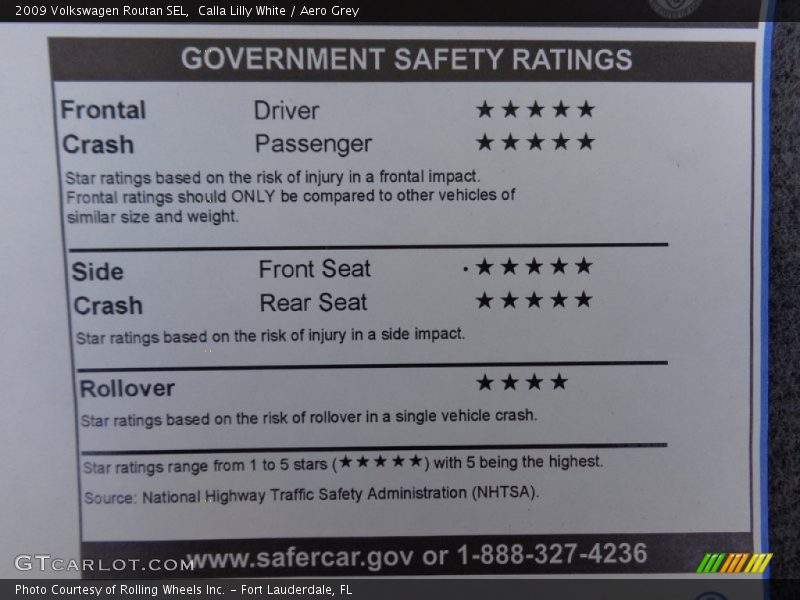 2009 Volkswagen Routan SEL, Calla Lilly White / Aero Grey
GOVERNMENT SAFETY RATINGS
Frontal Driver ★★★★★
Crash Passenger ★★★★★
Star ratings based on the risk of injury in a frontal impact.
Frontal ratings should ONLY be compared to other vehicles of
similar size and weight.
Side Front Seat ★★★★★
Crash Rear Seat ★★★★★
Star ratings based on the risk of injury in a side impact.
Rollover ★★★★
Star ratings based on the risk of rollover in a single vehicle crash.
Star ratings range from 1 to 5 stars (★★★★★) with 5 being the highest.
Source: National Highway Traffic Safety Administration (NHTSA).
www.safercar.gov or 1-888-327-4236
GTCARLOT.COM
Photo Courtesy of Rolling Wheels Inc. - Fort Lauderdale, FL